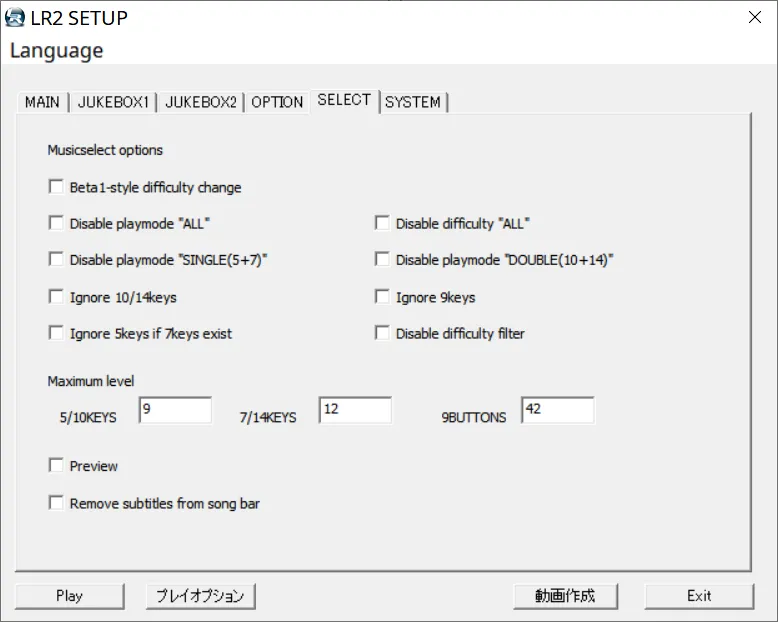 LR2 SETUP
Language
MAIN JUKEBOX1 JUKEBOX2 OPTION SELECT SYSTEM
Musicselect options
Beta1-style difficulty change
Disable playmode "ALL" Disable difficulty "ALL"
Disable playmode "SINGLE(5+7)" Disable playmode "DOUBLE(10+14)"
Ignore 10/14keys Ignore 9keys
Ignore 5keys if 7keys exist Disable difficulty filter
Maximum level
5/10KEYS 9 7/14KEYS 12 9BUTTONS 42
Preview
Remove subtitles from song bar
Play プレイオプション 動画作成 Exit